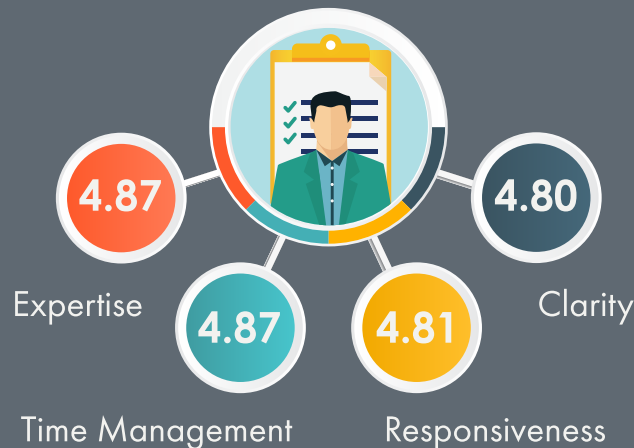 4.87
4.80
Expertise
Clarity
4.87
4.81
Time Management
Responsiveness